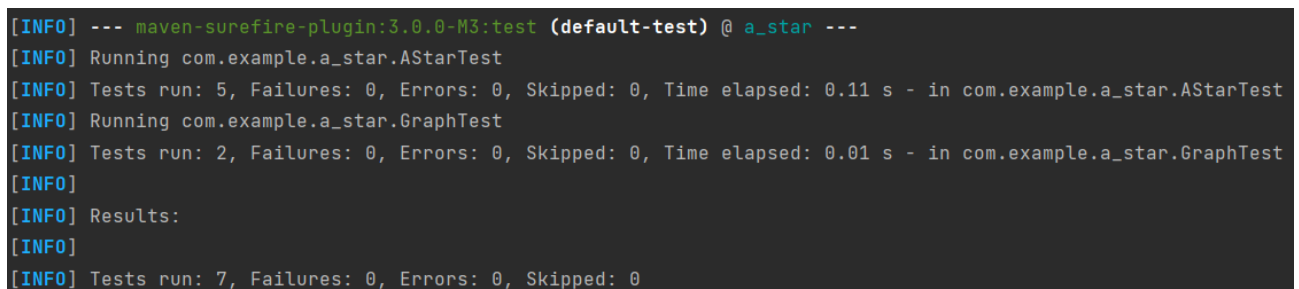 [INFO] --- maven-surefire-plugin:3.0.0-M3:test (default-test) @ a_star ---
[INFO] Running com.example.a_star.AStarTest
[INFO] Tests run: 5, Failures: 0, Errors: 0, Skipped: 0, Time elapsed: 0.11 s - in com.example.a_star.AStarTest
[INFO] Running com.example.a_star.GraphTest
[INFO] Tests run: 2, Failures: 0, Errors: 0, Skipped: 0, Time elapsed: 0.01 s - in com.example.a_star.GraphTest
[INFO]
[INFO] Results:
[INFO]
[INFO] Tests run: 7, Failures: 0, Errors: 0, Skipped: 0